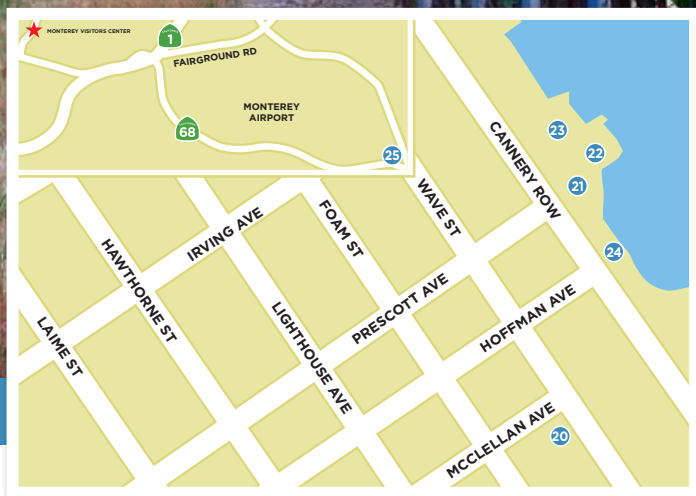 MONTEREY VISITORS CENTER
1
FAIRGROUND RD
MONTEREY
AIRPORT
68
25
CANNERY ROW
23
22
21
24
WAVE ST
FOAM ST
IRVING AVE
HAWTHORNE ST
PRESCOTT AVE
HOFFMAN AVE
LIGHTHOUSE AVE
LAIME ST
MCCLELLAN AVE
20